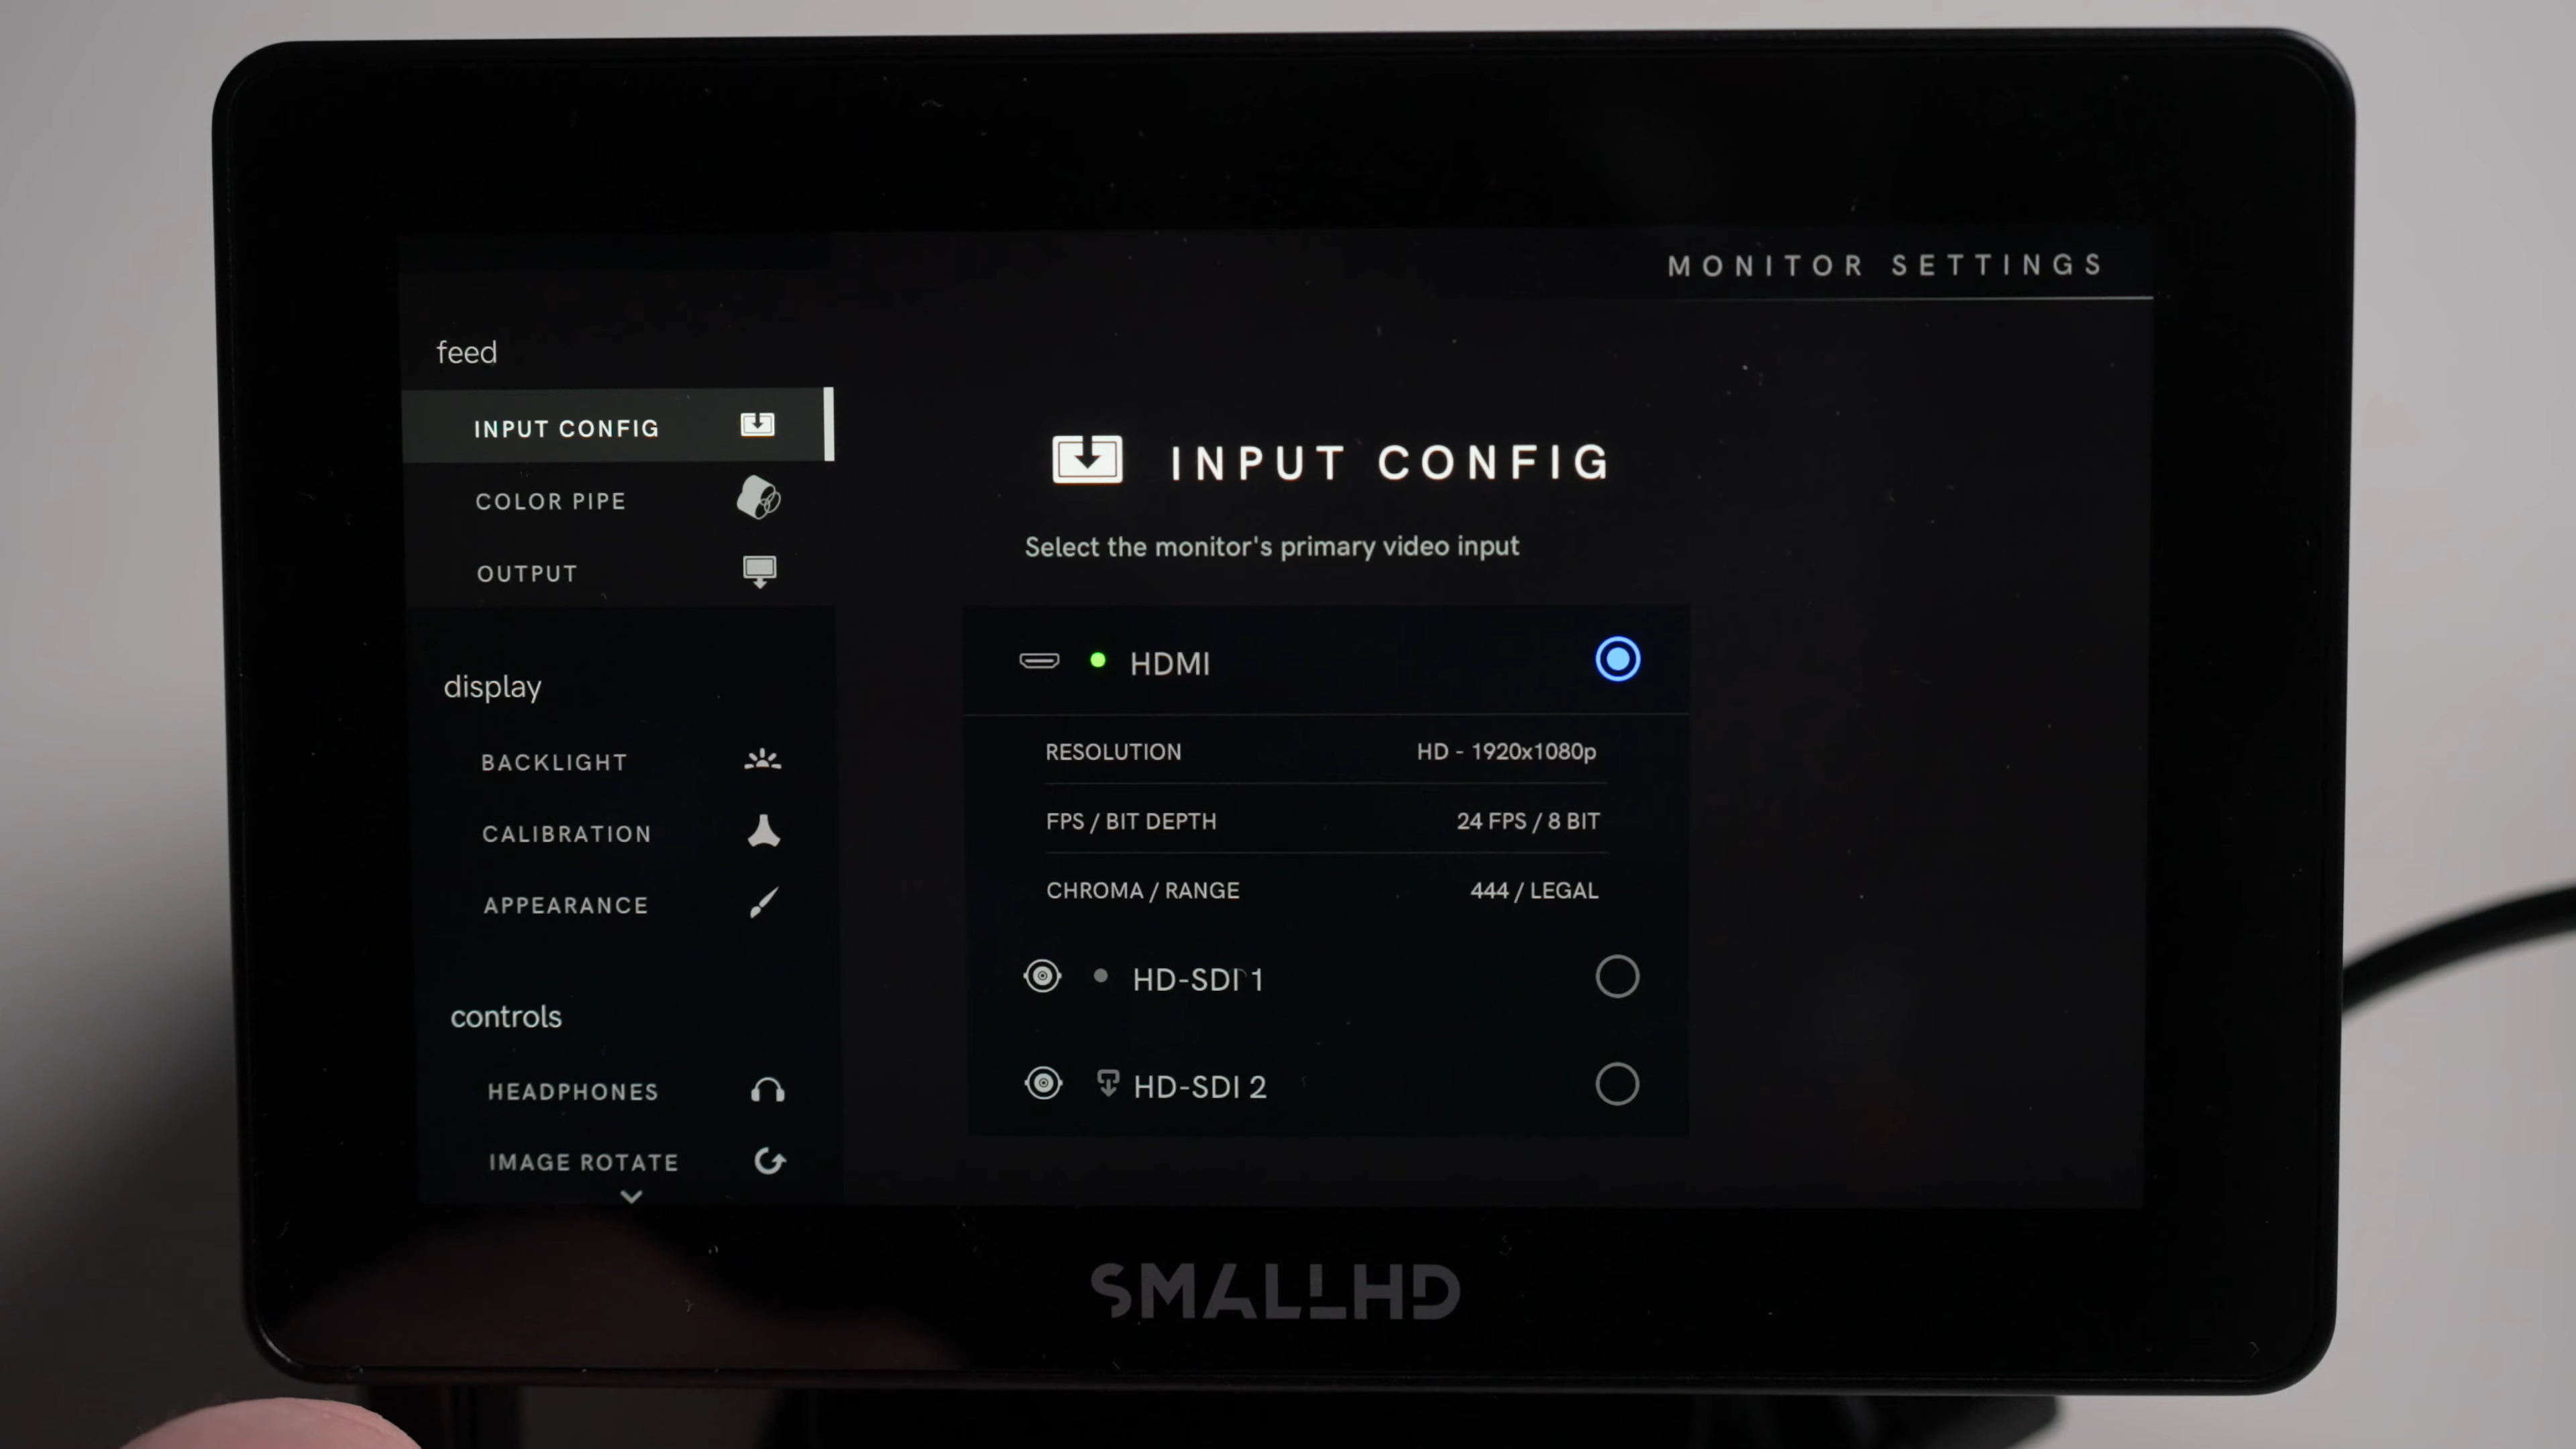 MONITOR SETTINGS
feed
INPUT CONFIG
COLOR PIPE
OUTPUT
display
BACKLIGHT
CALIBRATION
APPEARANCE
controls
HEADPHONES
IMAGE ROTATE
INPUT CONFIG
Select the monitor's primary video input
HDMI
RESOLUTION HD - 1920x1080p
FPS / BIT DEPTH 24 FPS / 8 BIT
CHROMA / RANGE 444 / LEGAL
HD-SDI 1
HD-SDI 2
SMALLHD